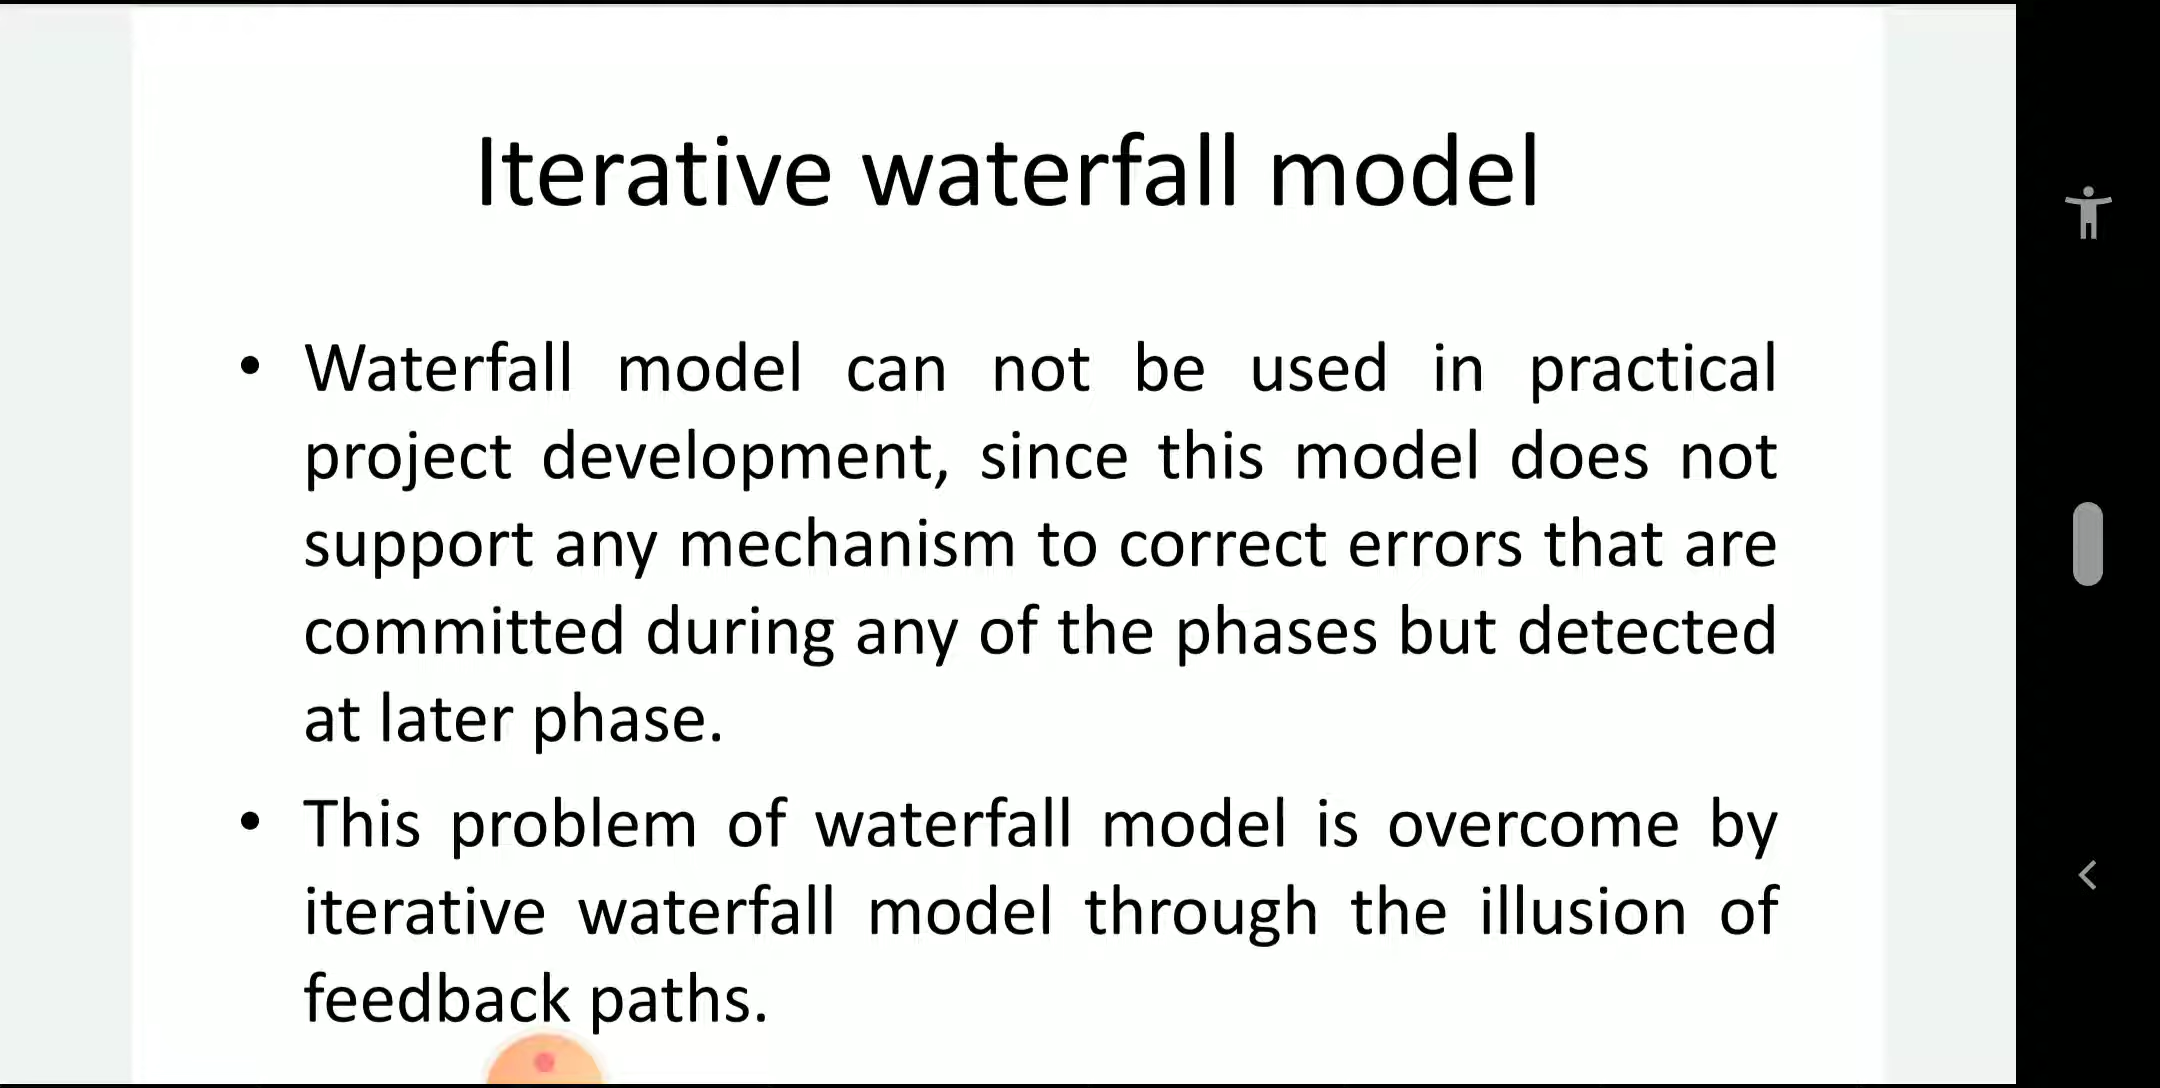 Iterative waterfall model
• Waterfall model can not be used in practical
project development, since this model does not
support any mechanism to correct errors that are
committed during any of the phases but detected
at later phase.
• This problem of waterfall model is overcome by
iterative waterfall model through the illusion of
feedback paths.